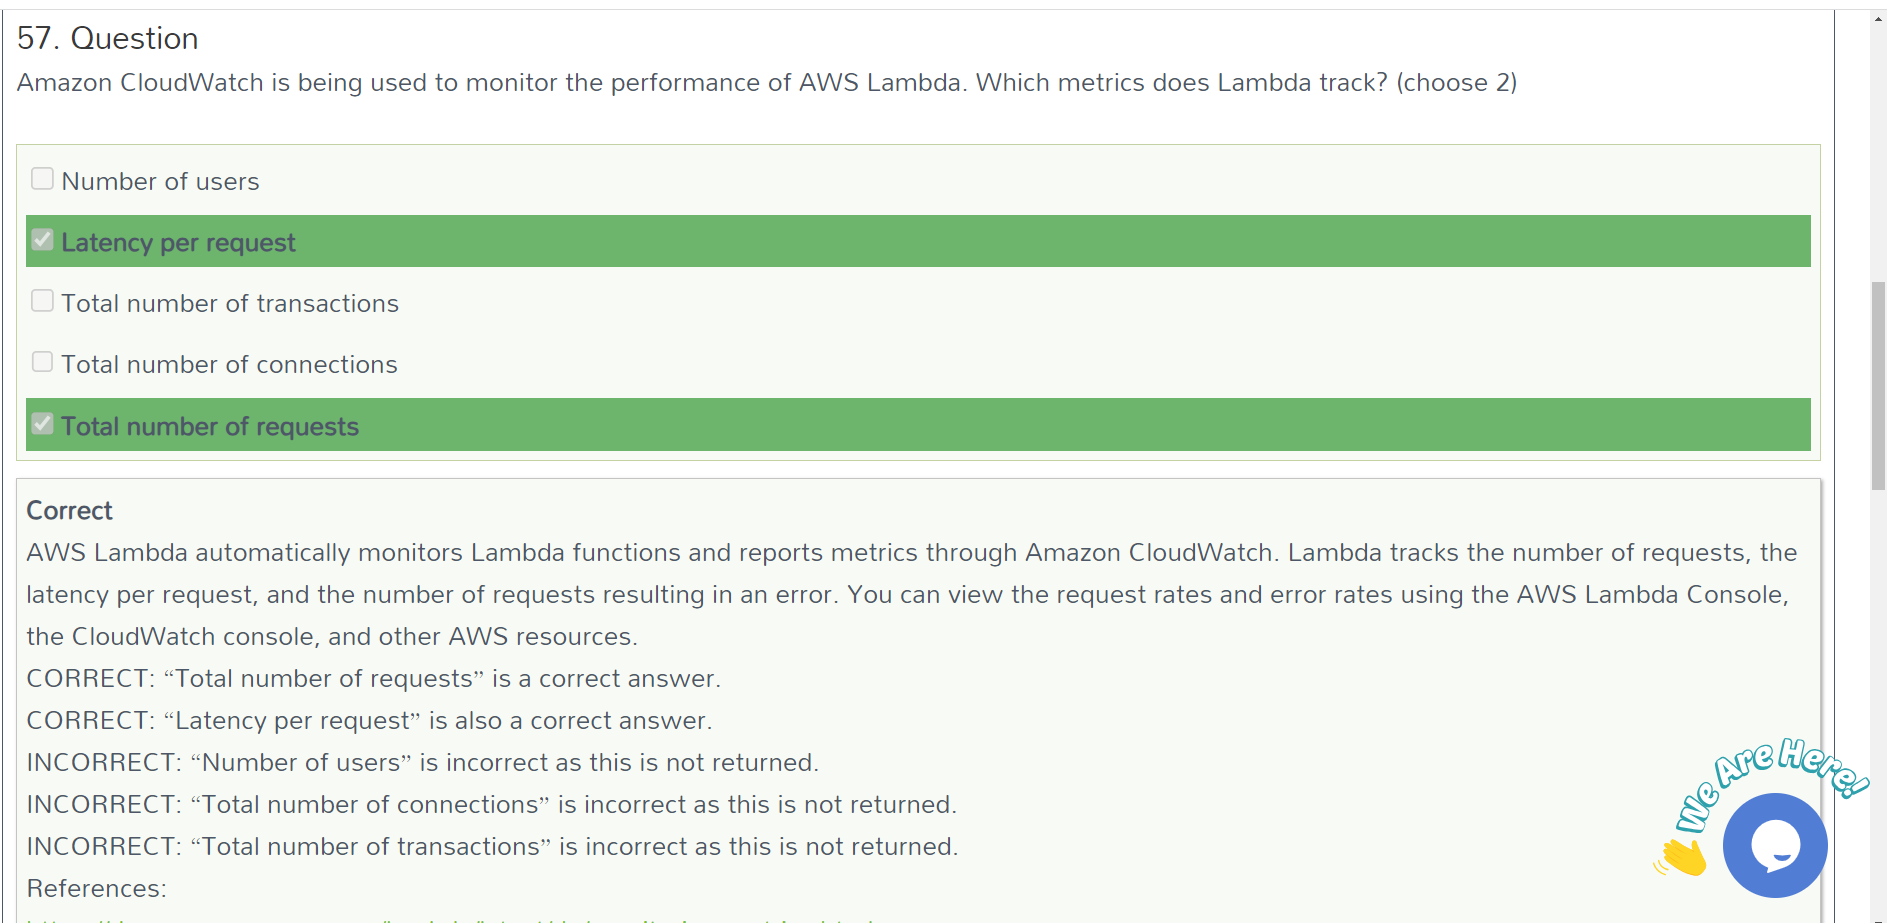 57. Question
Amazon CloudWatch is being used to monitor the performance of AWS Lambda. Which metrics does Lambda track? (choose 2)
Number of users
Latency per request
Total number of transactions
Total number of connections
Total number of requests
Correct
AWS Lambda automatically monitors Lambda functions and reports metrics through Amazon CloudWatch. Lambda tracks the number of requests, the
latency per request, and the number of requests resulting in an error. You can view the request rates and error rates using the AWS Lambda Console,
the CloudWatch console, and other AWS resources.
CORRECT: “Total number of requests” is a correct answer.
CORRECT: “Latency per request” is also a correct answer.
INCORRECT: “Number of users” is incorrect as this is not returned.
INCORRECT: “Total number of connections” is incorrect as this is not returned.
INCORRECT: “Total number of transactions” is incorrect as this is not returned.
References:
We Are Here!